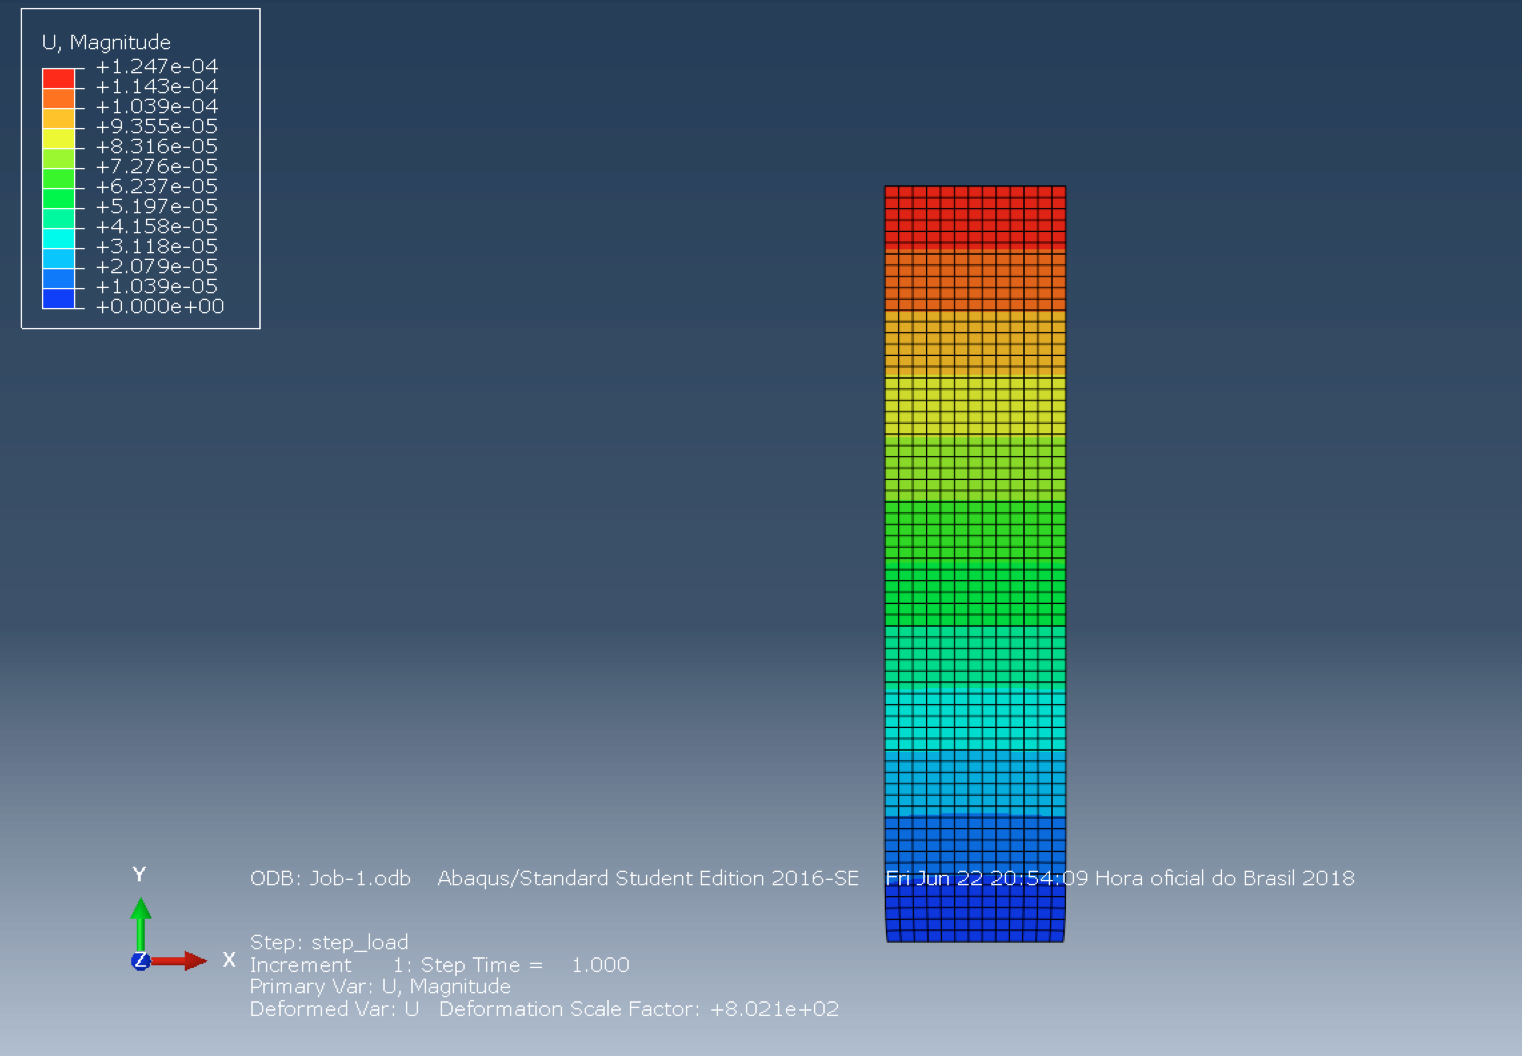 U, Magnitude
+1.247e-04
+1.143e-04
+1.039e-04
+9.355e-05
+8.316e-05
+7.276e-05
+6.237e-05
+5.197e-05
+4.158e-05
+3.118e-05
+2.079e-05
+1.039e-05
+0.000e+00
Y
Z
X
ODB: Job-1.odb Abaqus/Standard Student Edition 2016-SE Fri Jun 22 20:54:09 Hora oficial do Brasil 2018
Step: step_load
Increment 1: Step Time = 1.000
Primary Var: U, Magnitude
Deformed Var: U Deformation Scale Factor: +8.021e+02